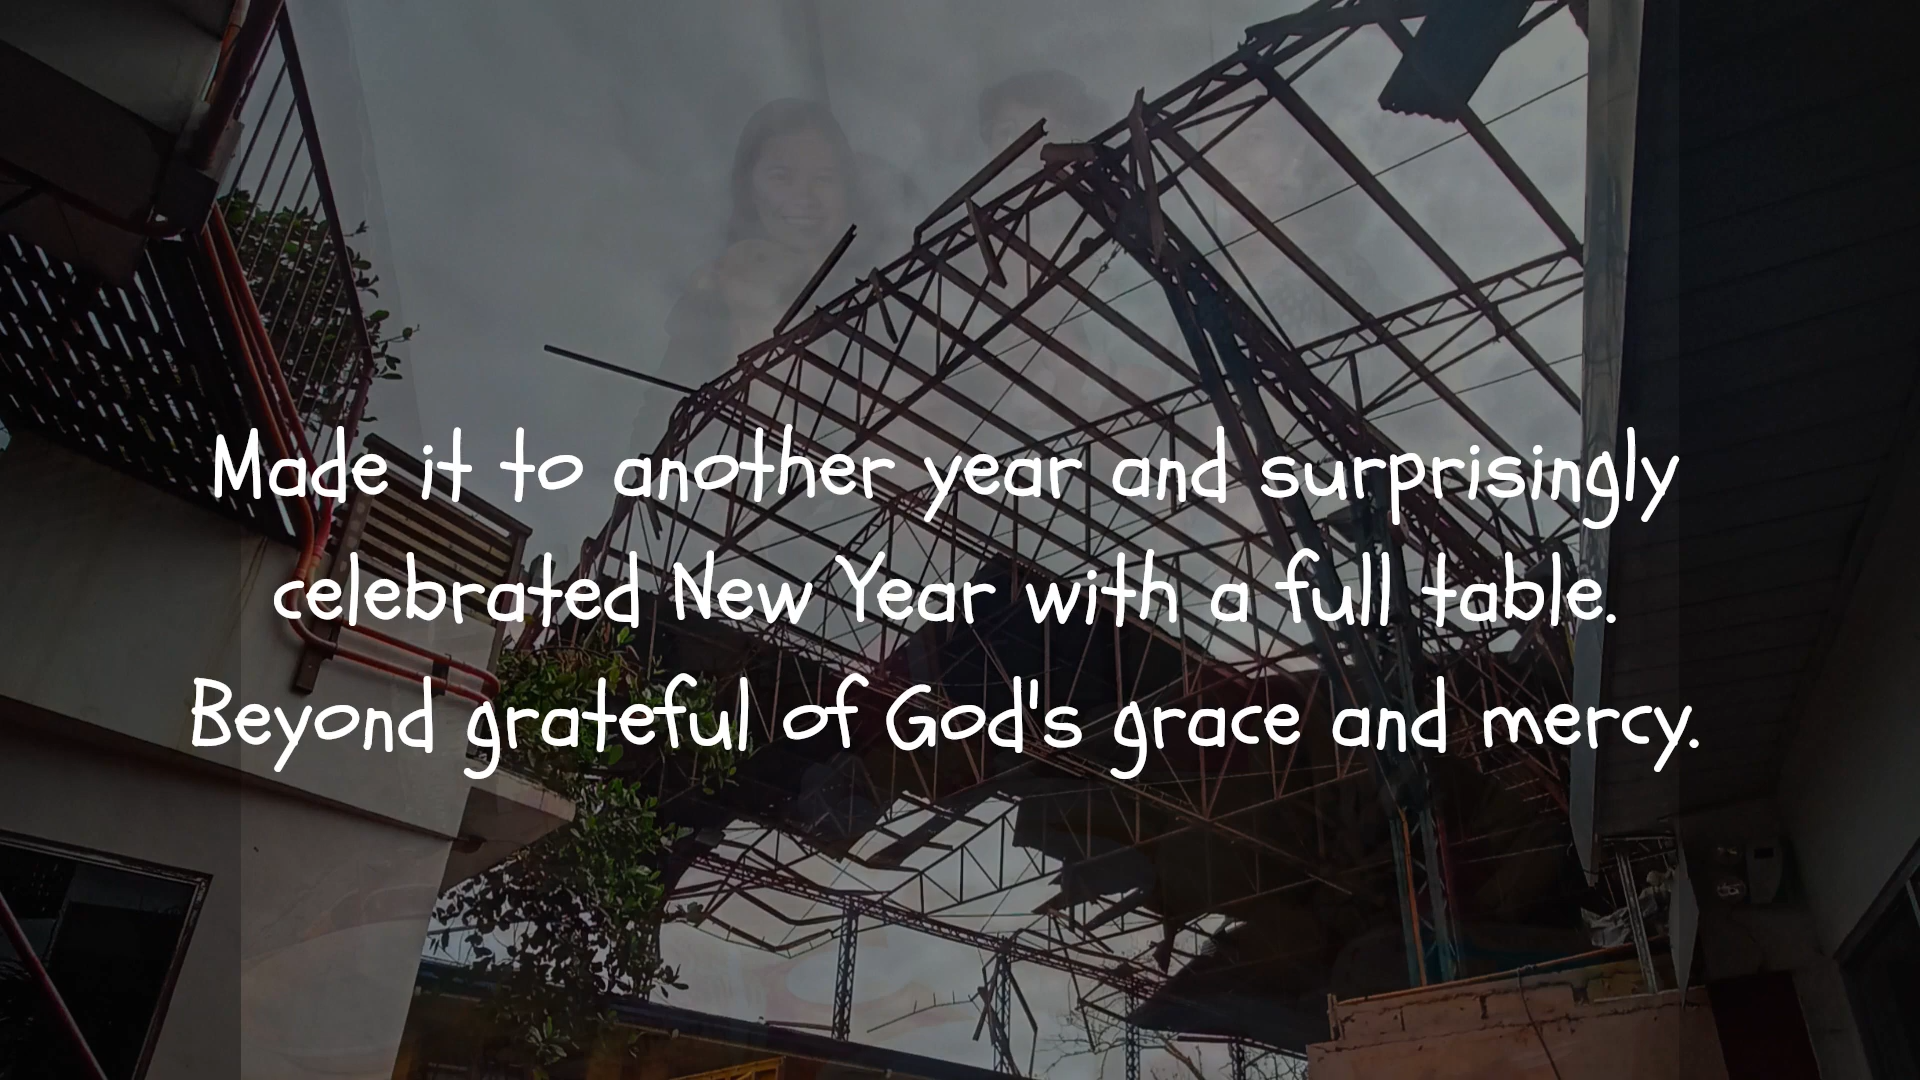 Made it to another year and surprisingly
celebrated New Year with a full table.
Beyond grateful of God's grace and mercy.